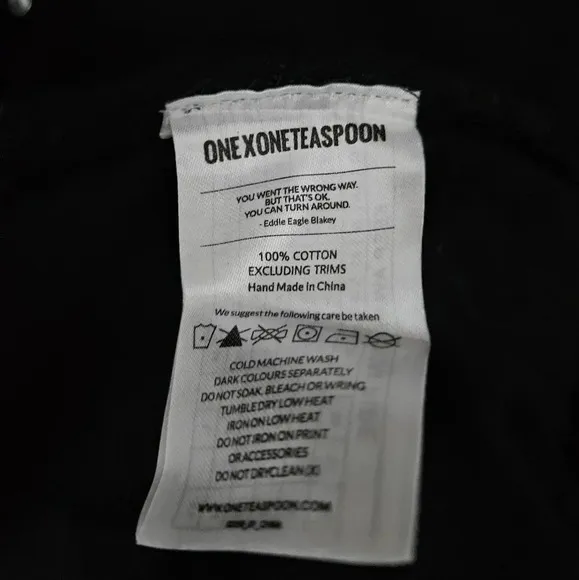 ONEXONETEASPOON
YOU WENT THE WRONG WAY.
BUT THAT'S OK.
YOU CAN TURN AROUND.
- Eddie Eagle Blakey
100% COTTON
EXCLUDING TRIMS
Hand Made In China
We suggest the following care be taken
COLD MACHINE WASH
DARK COLOURS SEPARATELY
DO NOT SOAK, BLEACH OR WRING
TUMBLE DRY LOW HEAT
IRON ON LOW HEAT
DO NOT IRON ON PRINT
OR ACCESSORIES
DO NOT DRYCLEAN
WWW.ONETEASPOON.COM